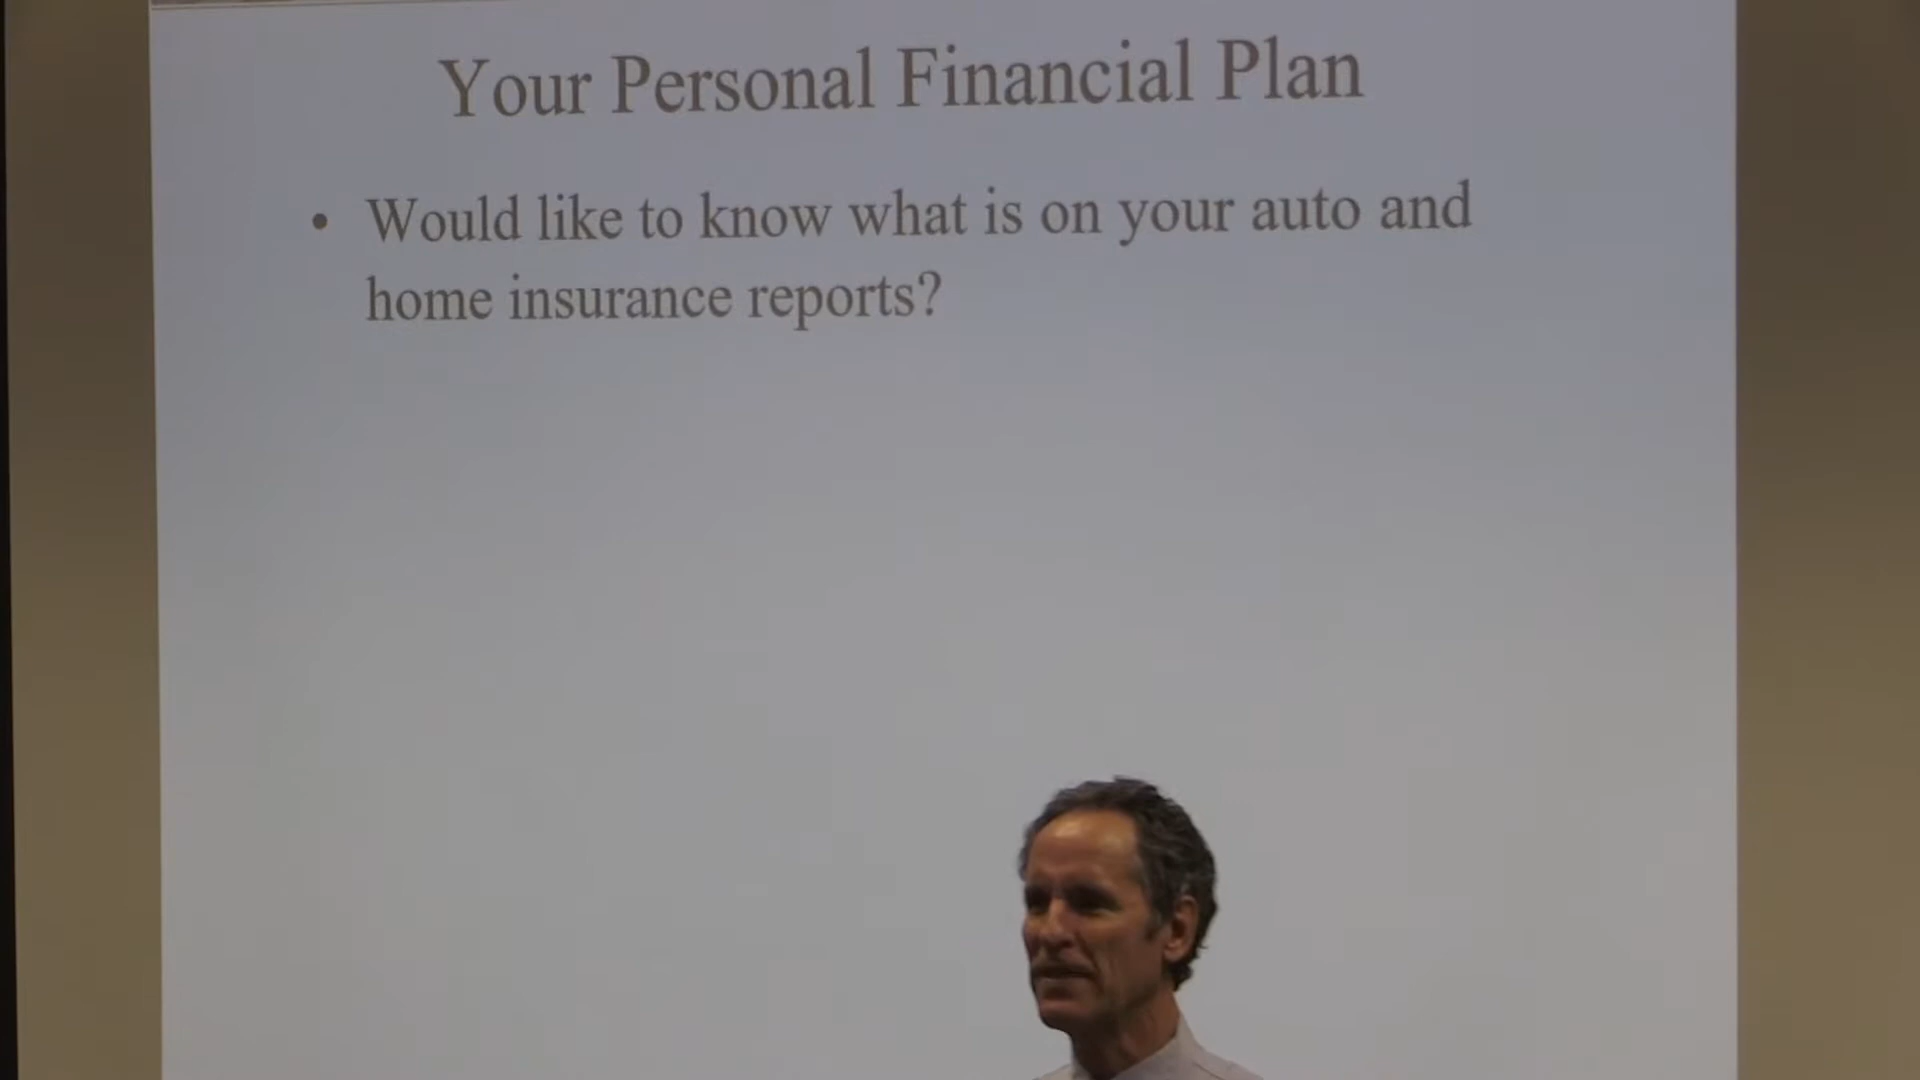 Your Personal Financial Plan
• Would like to know what is on your auto and
home insurance reports?